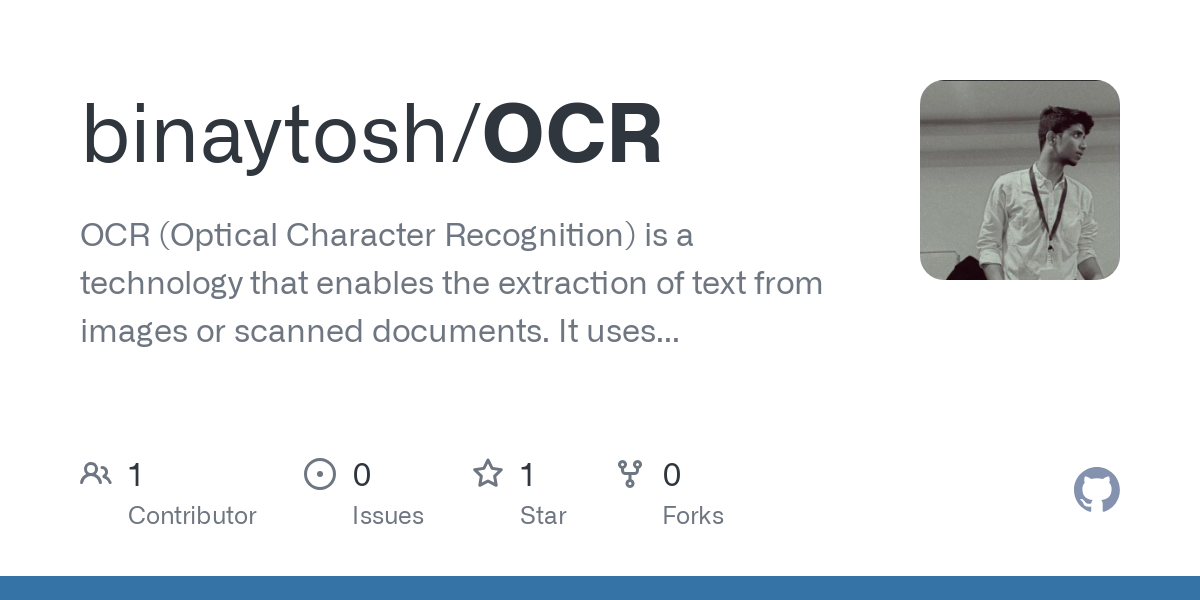 binaytosh/OCR
OCR (Optical Character Recognition) is a
technology that enables the extraction of text from
images or scanned documents. It uses...
1
Contributor
0
Issues
1
Star
0
Forks